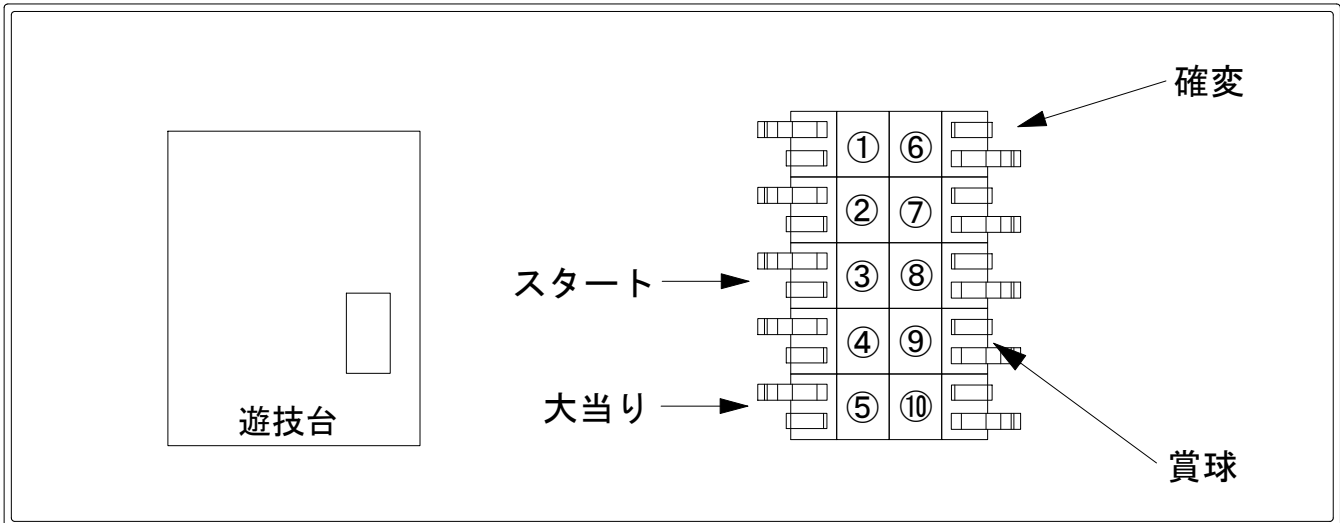 確変
① ⑥
② ⑦
スタート
③ ⑧
④ ⑨
大当り
⑤ ⑩
遊技台
賞球